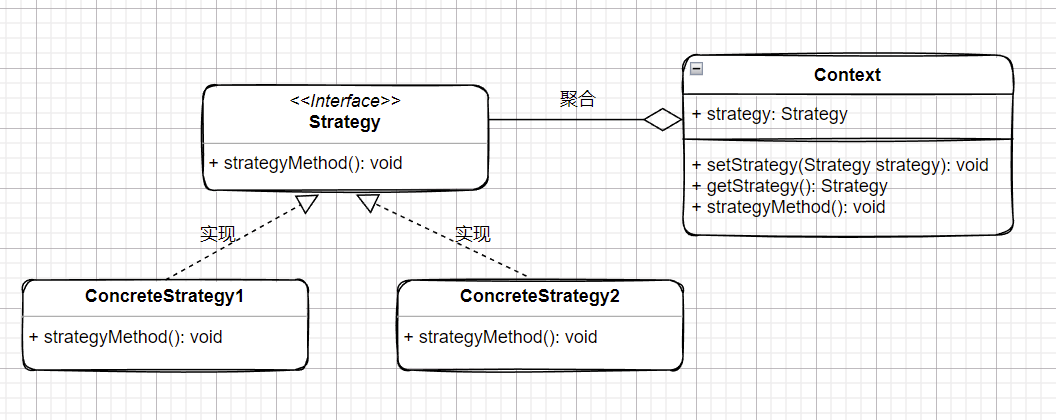 <<Interface>>
Strategy
+ strategyMethod(): void
聚合
Context
+ strategy: Strategy
+ setStrategy(Strategy strategy): void
+ getStrategy(): Strategy
+ strategyMethod(): void
实现
实现
ConcreteStrategy1
+ strategyMethod(): void
ConcreteStrategy2
+ strategyMethod(): void